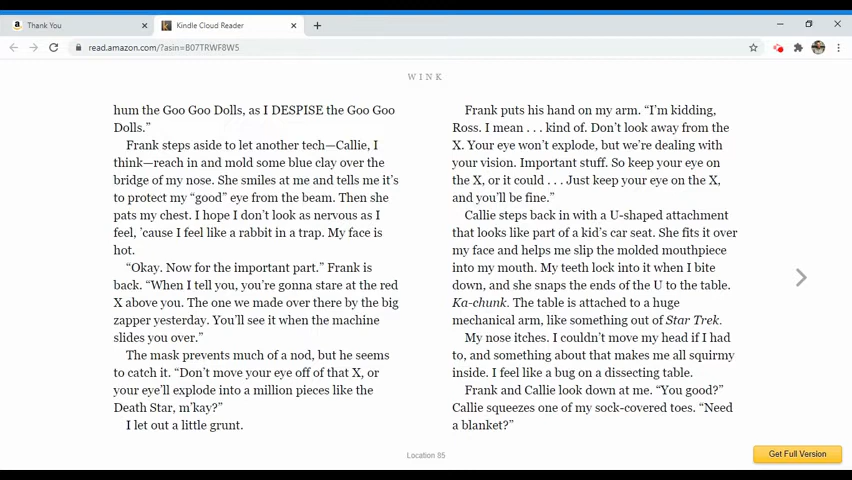 Thank You
Kindle Cloud Reader
read.amazon.com/?asin=B07TRWF8W5
WINK
hum the Goo Goo Dolls, as I DESPISE the Goo Goo
Dolls.”
Frank steps aside to let another tech—Callie, I
think—reach in and mold some blue clay over the
bridge of my nose. She smiles at me and tells me it’s
to protect my “good” eye from the beam. Then she
pats my chest. I hope I don’t look as nervous as I
feel, ’cause I feel like a rabbit in a trap. My face is
hot.
“Okay. Now for the important part.” Frank is
back. “When I tell you, you’re gonna stare at the red
X above you. The one we made over there by the big
zapper yesterday. You’ll see it when the machine
slides you over.”
The mask prevents much of a nod, but he seems
to catch it. “Don’t move your eye off of that X, or
your eye’ll explode into a million pieces like the
Death Star, m’kay?”
I let out a little grunt.
Frank puts his hand on my arm. “I’m kidding,
Ross. I mean . . . kind of. Don’t look away from the
X. Your eye won’t explode, but we’re dealing with
your vision. Important stuff. So keep your eye on
the X, or it could . . . Just keep your eye on the X,
and you’ll be fine.”
Callie steps back in with a U-shaped attachment
that looks like part of a kid’s car seat. She fits it over
my face and helps me slip the molded mouthpiece
into my mouth. My teeth lock into it when I bite
down, and she snaps the ends of the U to the table.
Ka-chunk. The table is attached to a huge
mechanical arm, like something out of Star Trek.
My nose itches. I couldn’t move my head if I had
to, and something about that makes me all squirmy
inside. I feel like a bug on a dissecting table.
Frank and Callie look down at me. “You good?”
Callie squeezes one of my sock-covered toes. “Need
a blanket?”
Location 85
Get Full Version